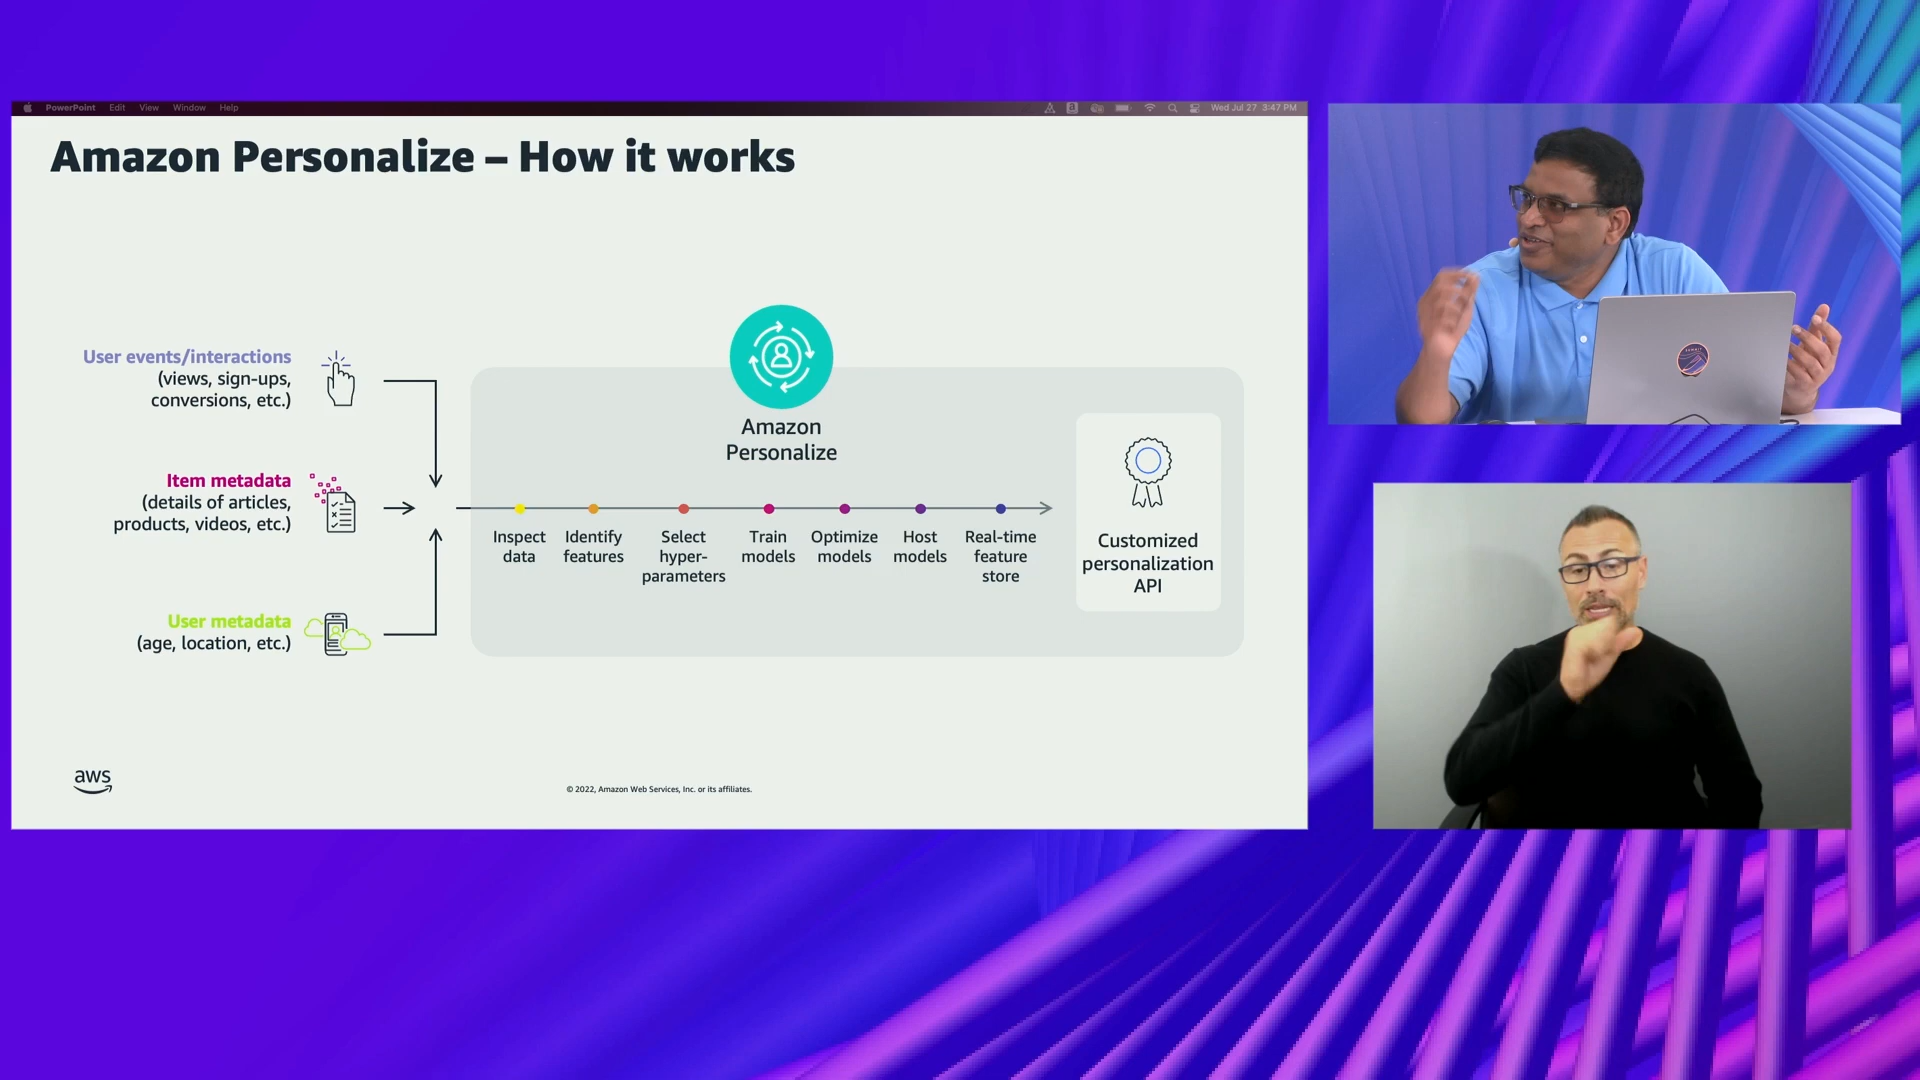 PowerPoint Edit View Window Help
Wed Jul 27 3:47 PM
Amazon Personalize – How it works
User events/interactions
(views, sign-ups,
conversions, etc.)
Item metadata
(details of articles,
products, videos, etc.)
User metadata
(age, location, etc.)
Amazon
Personalize
Inspect
data
Identify
features
Select
hyper-
parameters
Train
models
Optimize
models
Host
models
Real-time
feature
store
Customized
personalization
API
aws
© 2022, Amazon Web Services, Inc. or its affiliates.